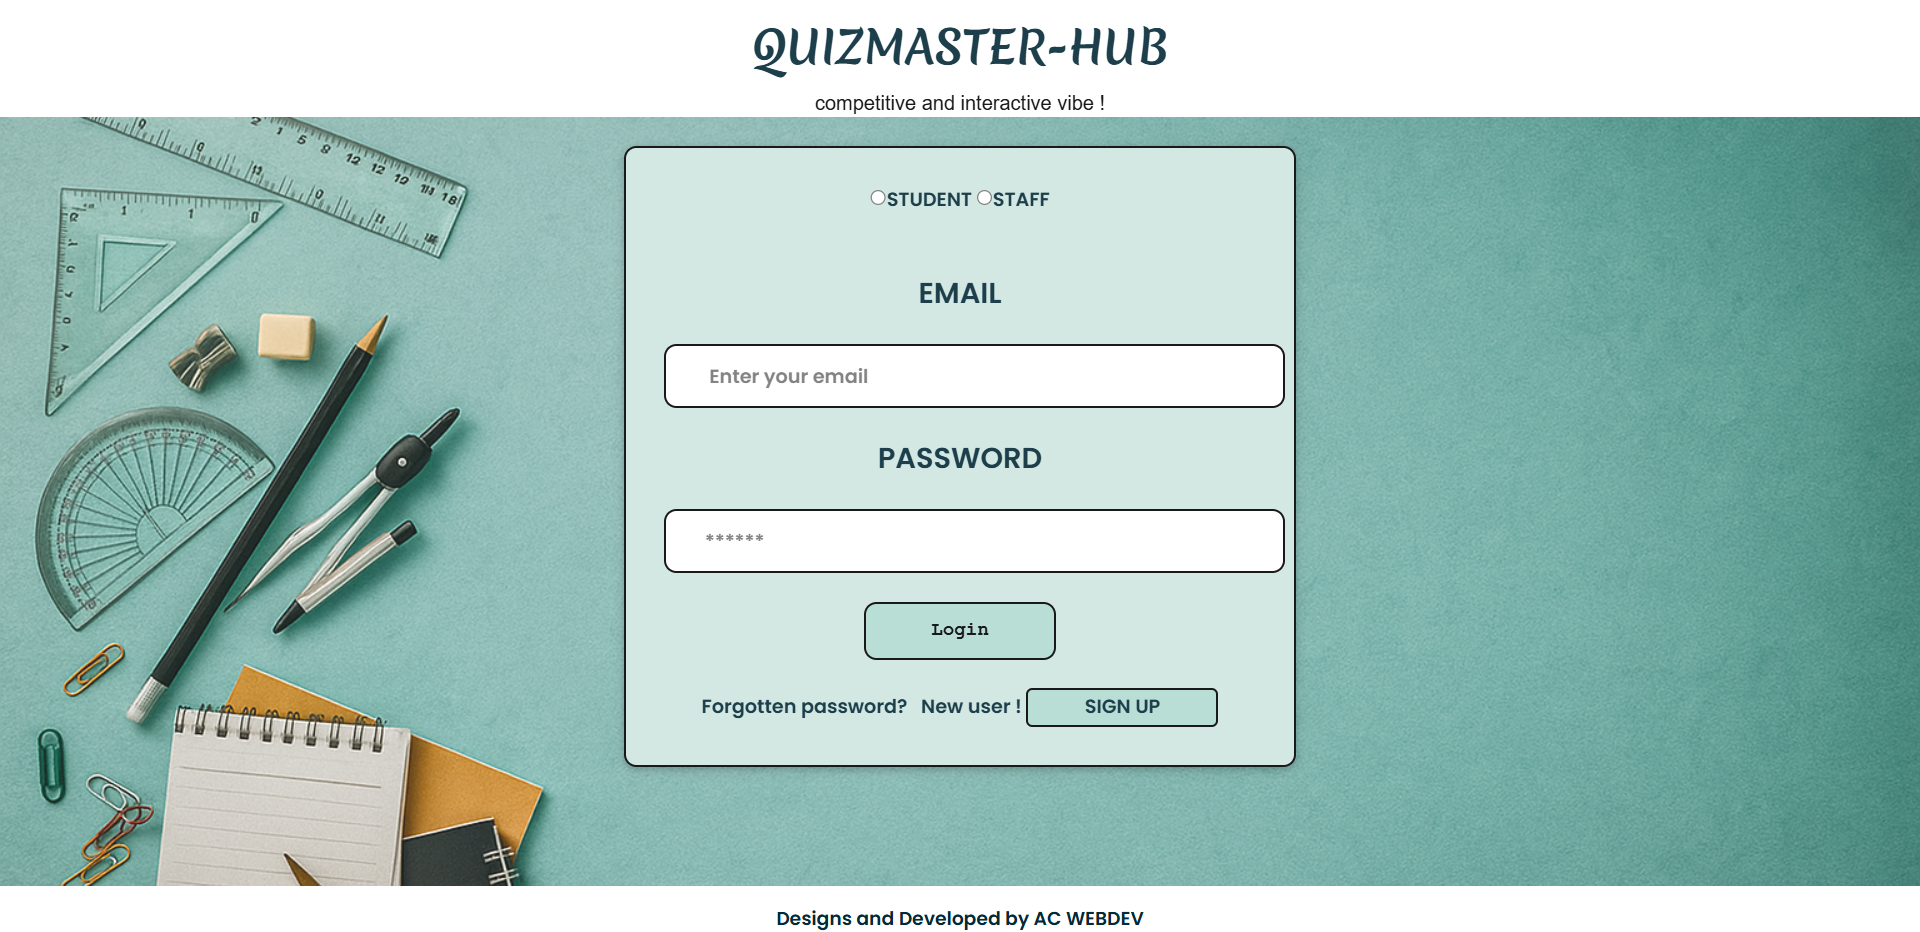 QUIZMASTER-HUB
competitive and interactive vibe !
STUDENT STAFF
EMAIL
Enter your email
PASSWORD
******
Login
Forgotten password? New user ! SIGN UP
Designs and Developed by AC WEBDEV